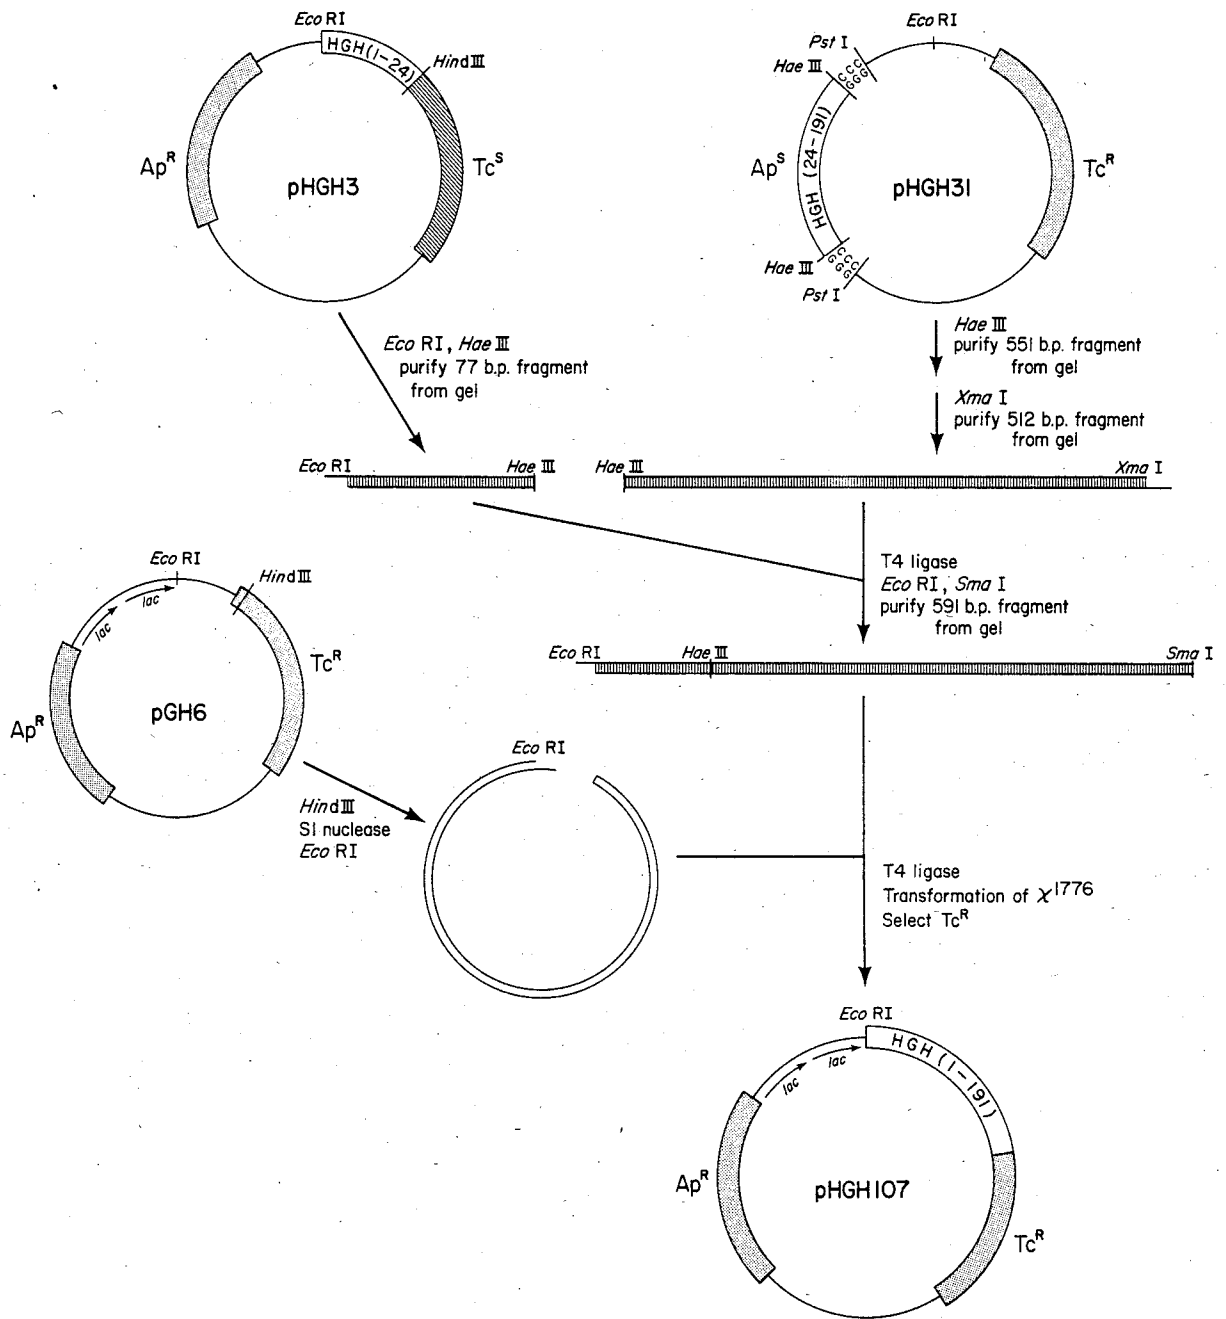 Eco RI
HGH(1-24)
Hind III
Ap^R
Tc^S
pHGH3
Eco RI
Pst I
Hae III
C C C
G G G
Ap^S
HGH (24-191)
pHGH31
Tc^R
C C C
G G G
Hae III
Pst I
Eco RI, Hae III
purify 77 b.p. fragment
from gel
Hae III
purify 551 b.p. fragment
from gel
Xma I
purify 512 b.p. fragment
from gel
Eco RI
Hae III
Hae III
Xma I
T4 ligase
Eco RI, Sma I
purify 591 b.p. fragment
from gel
Eco RI
Hind III
lac
lac
Tc^R
Ap^R
pGH6
Eco RI
Hae III
Sma I
Hind III
S1 nuclease
Eco RI
Eco RI
T4 ligase
Transformation of χ1776
Select Tc^R
Eco RI
HGH (1-191)
lac
lac
Ap^R
pHGH107
Tc^R